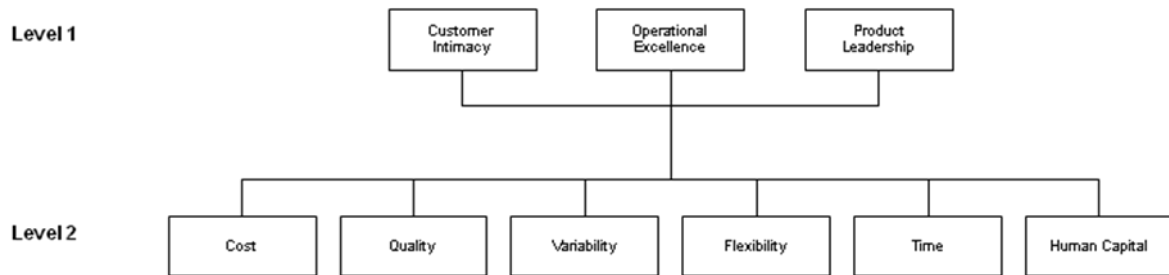 Level 1
Customer
Intimacy
Operational
Excellence
Product
Leadership
Level 2
Cost
Quality
Variability
Flexibility
Time
Human Capital